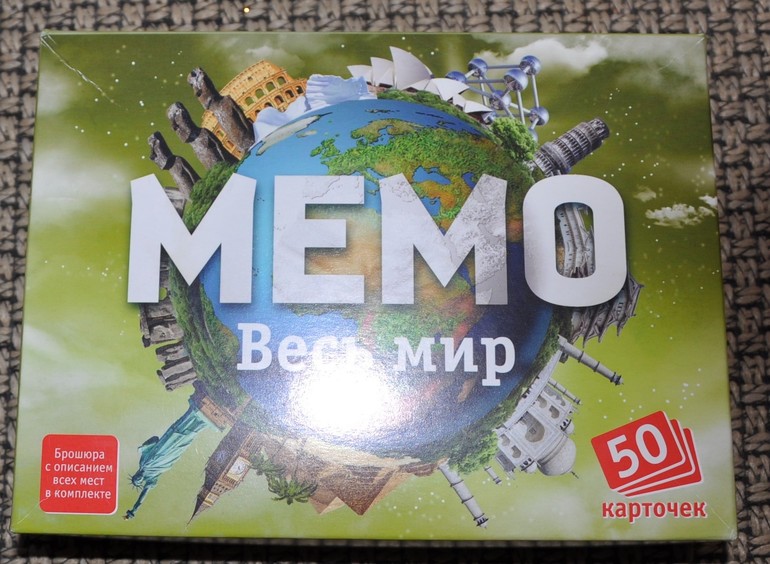 МЕМО
Весь мир
Брошюра
с описанием
всех мест
в комплекте
50
карточек